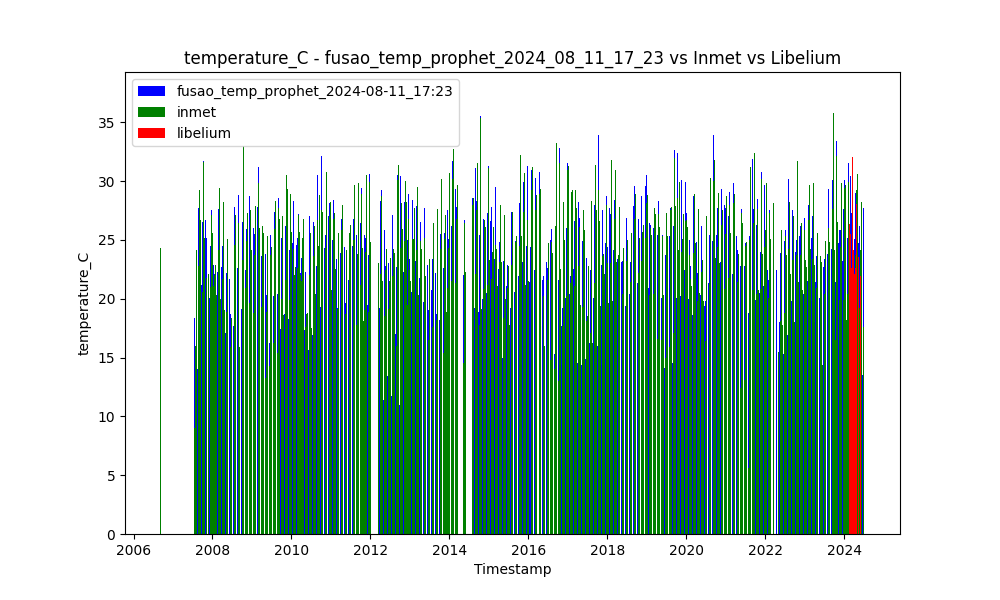 temperature_C - fusao_temp_prophet_2024_08_11_17_23 vs Inmet vs Libelium
fusao_temp_prophet_2024-08-11_17:23
inmet
libelium
35
30
25
20
15
10
5
0
temperature_C
2006 2008 2010 2012 2014 2016 2018 2020 2022 2024
Timestamp